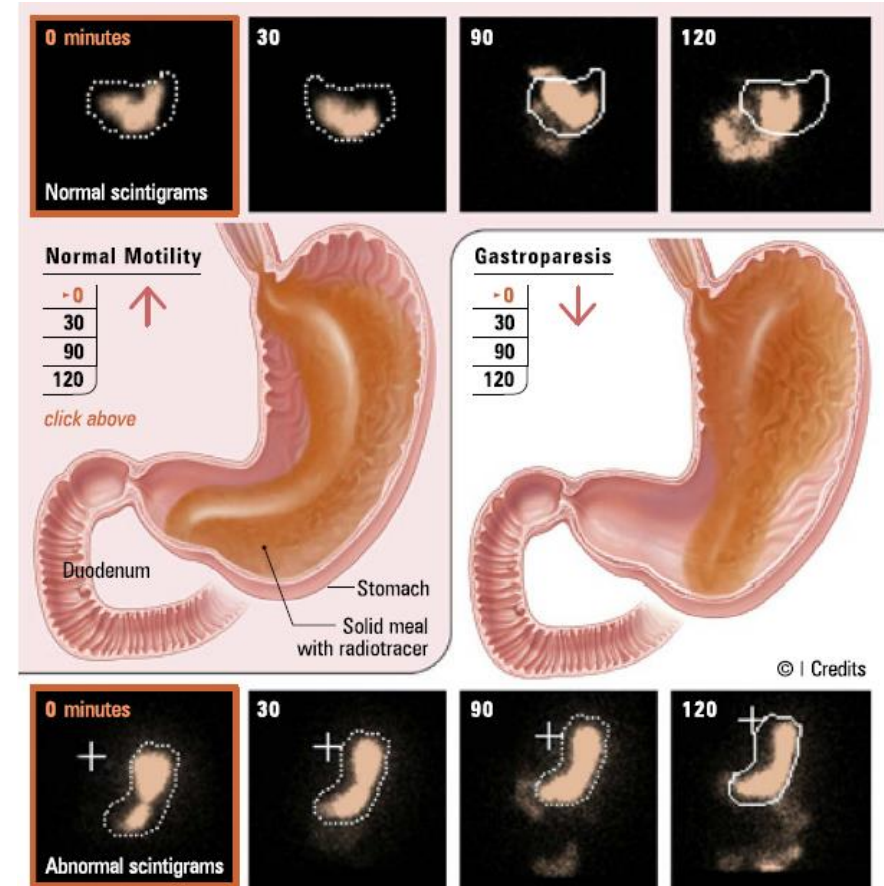 0 minutes
Normal scintigrams
30
90
120
Normal Motility
▸0
30
90
120
click above
Duodenum
Stomach
Solid meal
with radiotracer
Gastroparesis
▸0
30
90
120
© | Credits
0 minutes
Abnormal scintigrams
30
90
120